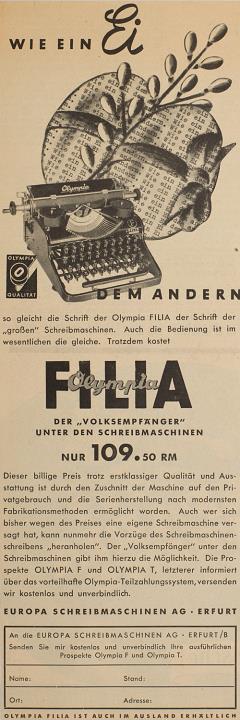 WIE EIN Ei
Olympia
OLYMPIA
QUALITÄT
DEM ANDERN
so gleicht die Schrift der Olympia FILIA der Schrift der
„großen" Schreibmaschinen. Auch die Bedienung ist im
wesentlichen die gleiche. Trotzdem kostet
Olympia
FILIA
DER „VOLKSEMPFÄNGER"
UNTER DEN SCHREIBMASCHINEN
NUR 109.50 RM
Dieser billige Preis trotz erstklassiger Qualität und Aus-
stattung ist durch den Zuschnitt der Maschine auf den Pri-
vatgebrauch und die Serienherstellung nach modernsten
Fabrikationsmethoden ermöglicht worden. Auch wer sich
bisher wegen des Preises eine eigene Schreibmaschine ver-
sagt hat, kann nunmehr die Vorzüge des Schreibmaschinen-
schreibens „heranholen". Der „Volksempfänger" unter den
Schreibmaschinen gibt ihm hierzu die Möglichkeit. Die Pro-
spekte OLYMPIA F und OLYMPIA T, letzterer informiert
über das vorteilhafte Olympia-Teilzahlungssystem, versenden
wir kostenlos und unverbindlich.
EUROPA SCHREIBMASCHINEN AG · ERFURT
An die EUROPA SCHREIBMASCHINEN AG · ERFURT/B
Senden Sie mir kostenlos und unverbindlich Ihre ausführlichen
Prospekte Olympia F und Olympia T.
Name: Stand:
Ort: Adresse:
OLYMPIA FILIA IST AUCH IM AUSLAND ERHÄLTLICH